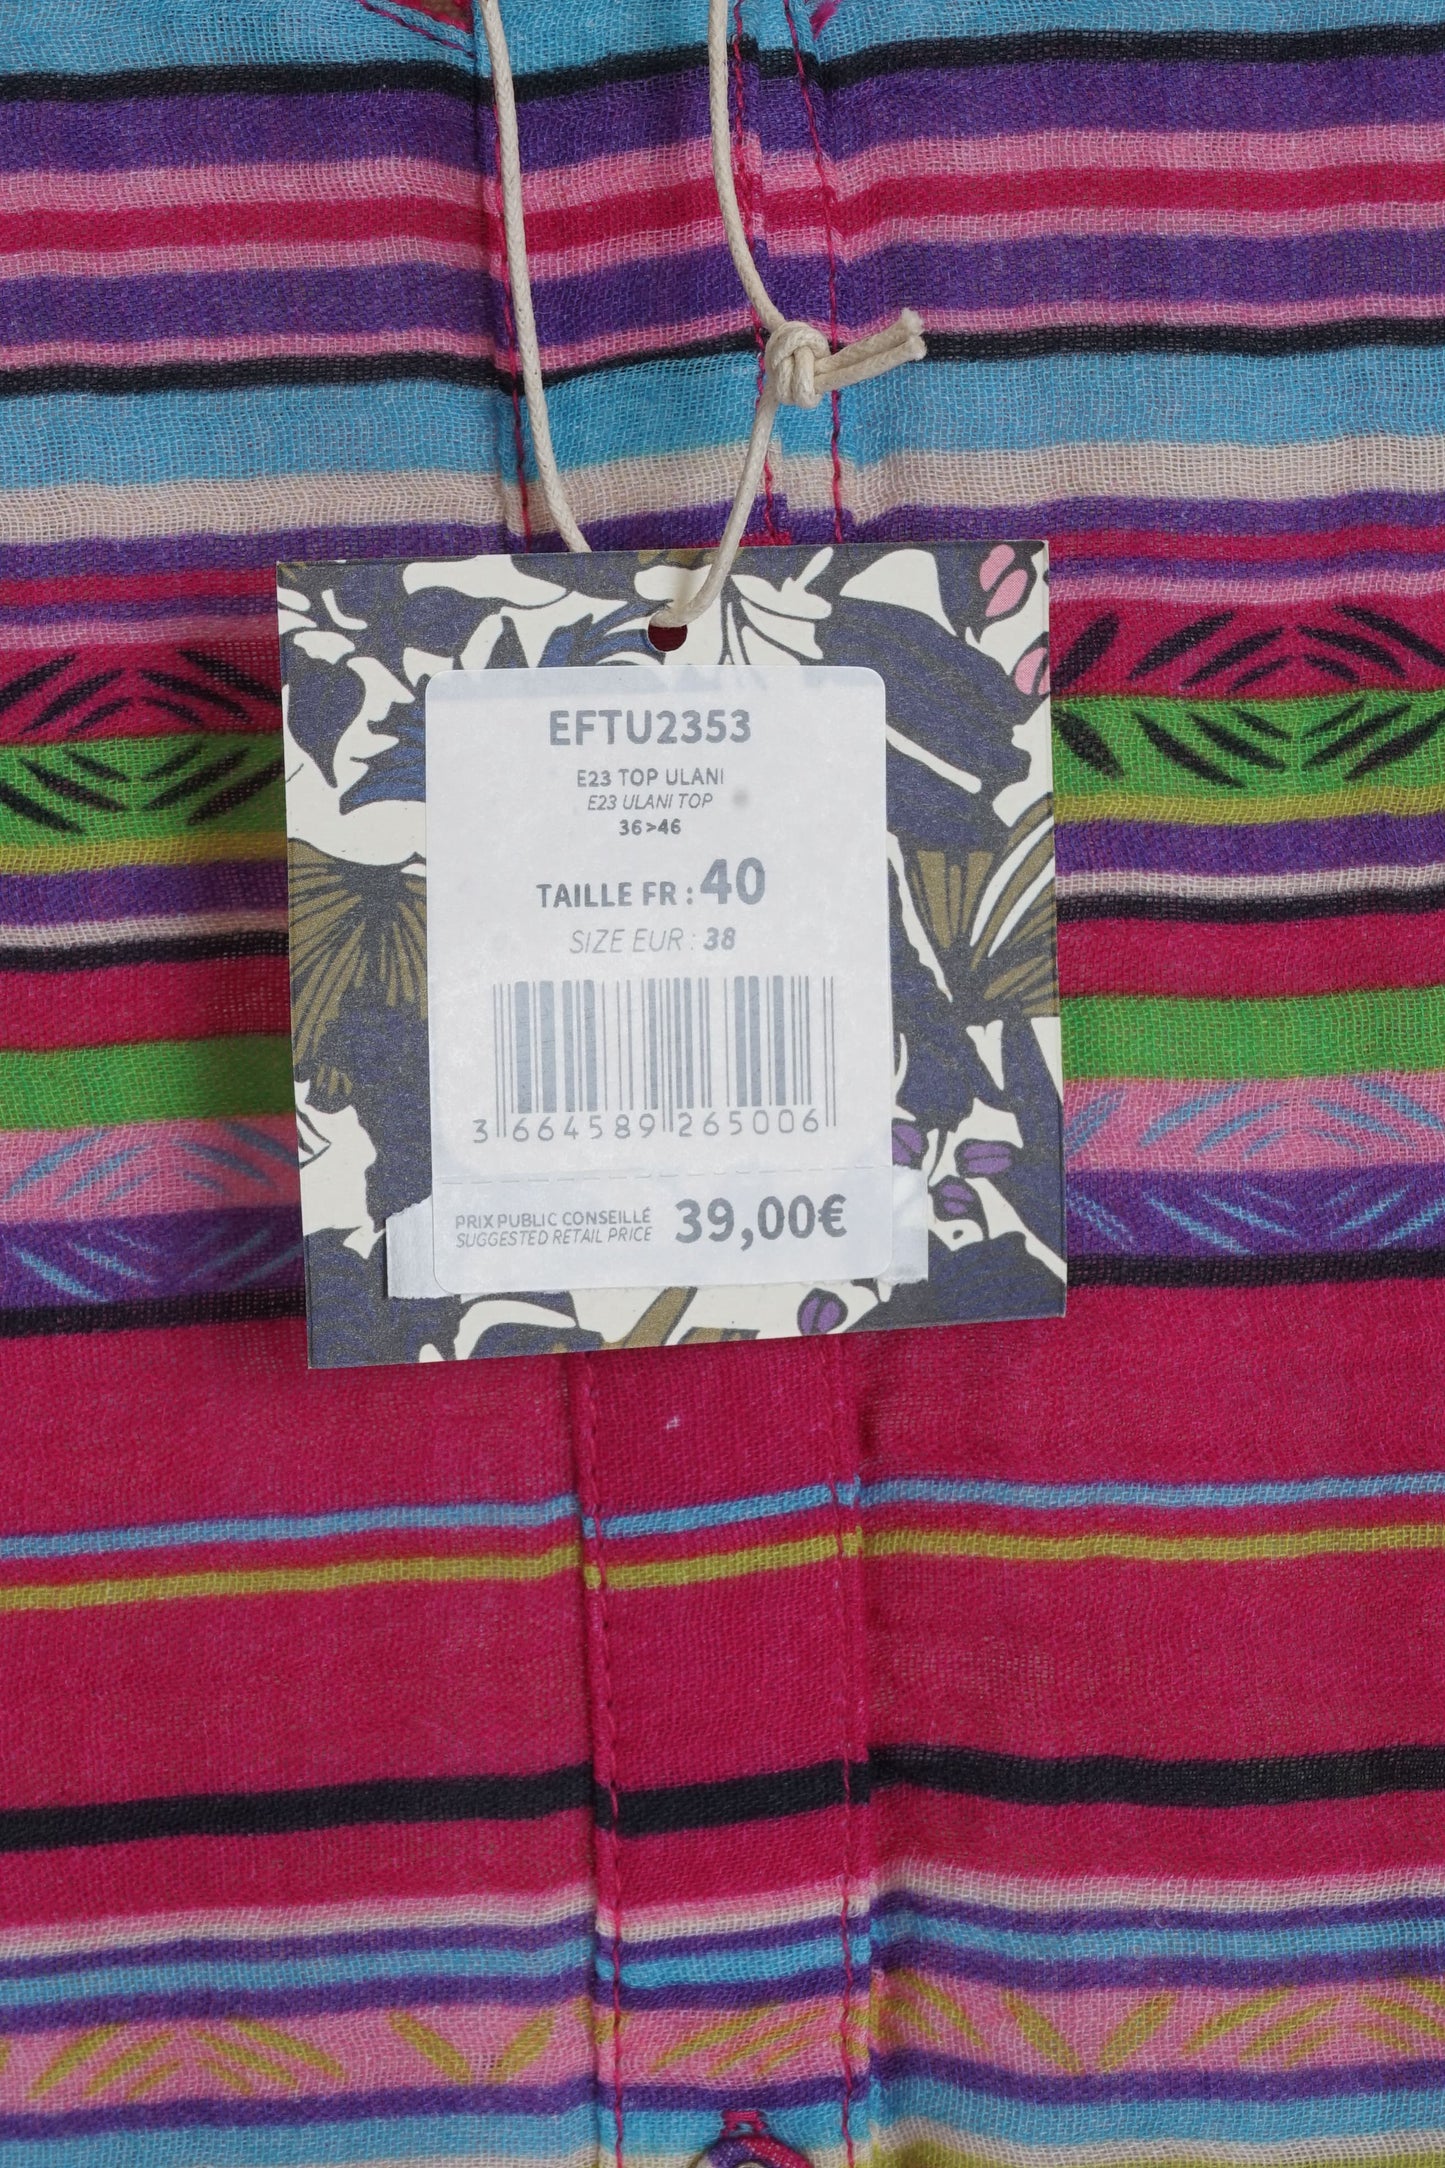 EFTU2353
E23 TOP ULANI
E23 ULANI TOP
36>46
TAILLE FR : 40
SIZE EUR : 38
3 664589 265006
PRIX PUBLIC CONSEILLÉ
SUGGESTED RETAIL PRICE
39,00€